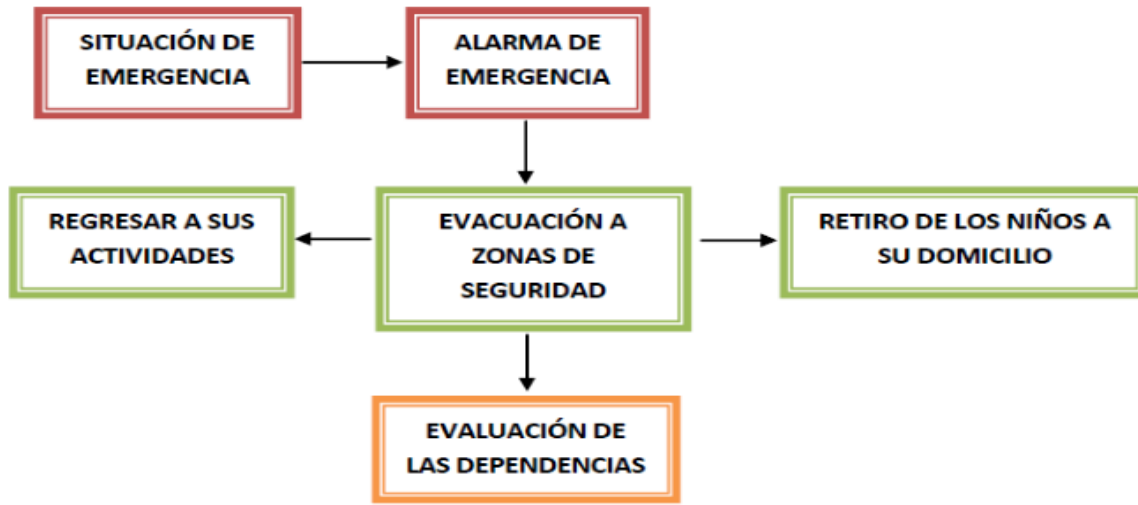 SITUACIÓN DE
EMERGENCIA
ALARMA DE
EMERGENCIA
REGRESAR A SUS
ACTIVIDADES
EVACUACIÓN A
ZONAS DE
SEGURIDAD
RETIRO DE LOS NIÑOS A
SU DOMICILIO
EVALUACIÓN DE
LAS DEPENDENCIAS